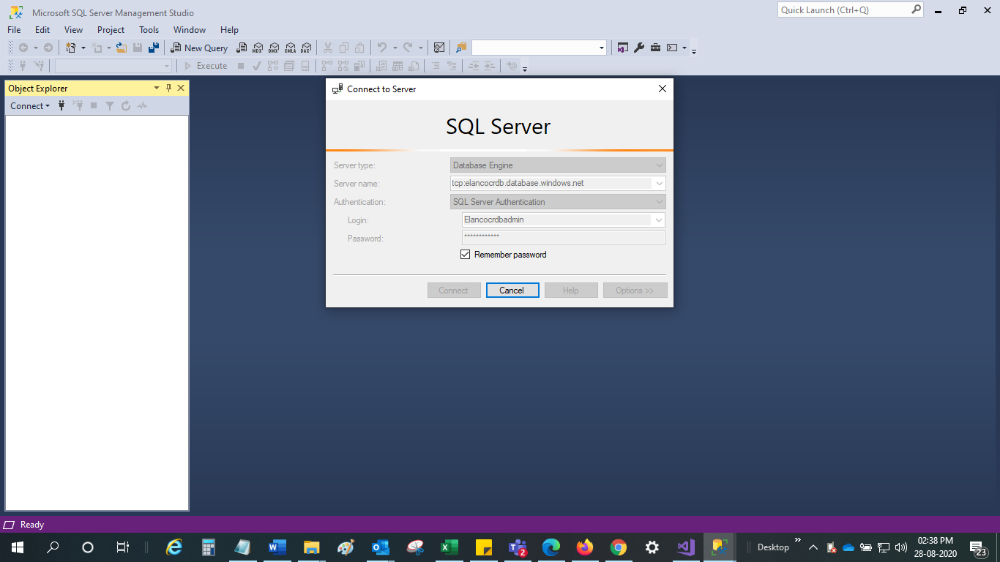 Microsoft SQL Server Management Studio
Quick Launch (Ctrl+Q)
File Edit View Project Tools Window Help
New Query MDX DMX XMLA DAX
Execute
Object Explorer
Connect
Connect to Server
SQL Server
Server type: Database Engine
Server name: tcp:elancocrdb.database.windows.net
Authentication: SQL Server Authentication
Login: Elancocrdbadmin
Password: ************
Remember password
Connect Cancel Help Options >>
Ready
2
Desktop
02:38 PM
28-08-2020
23